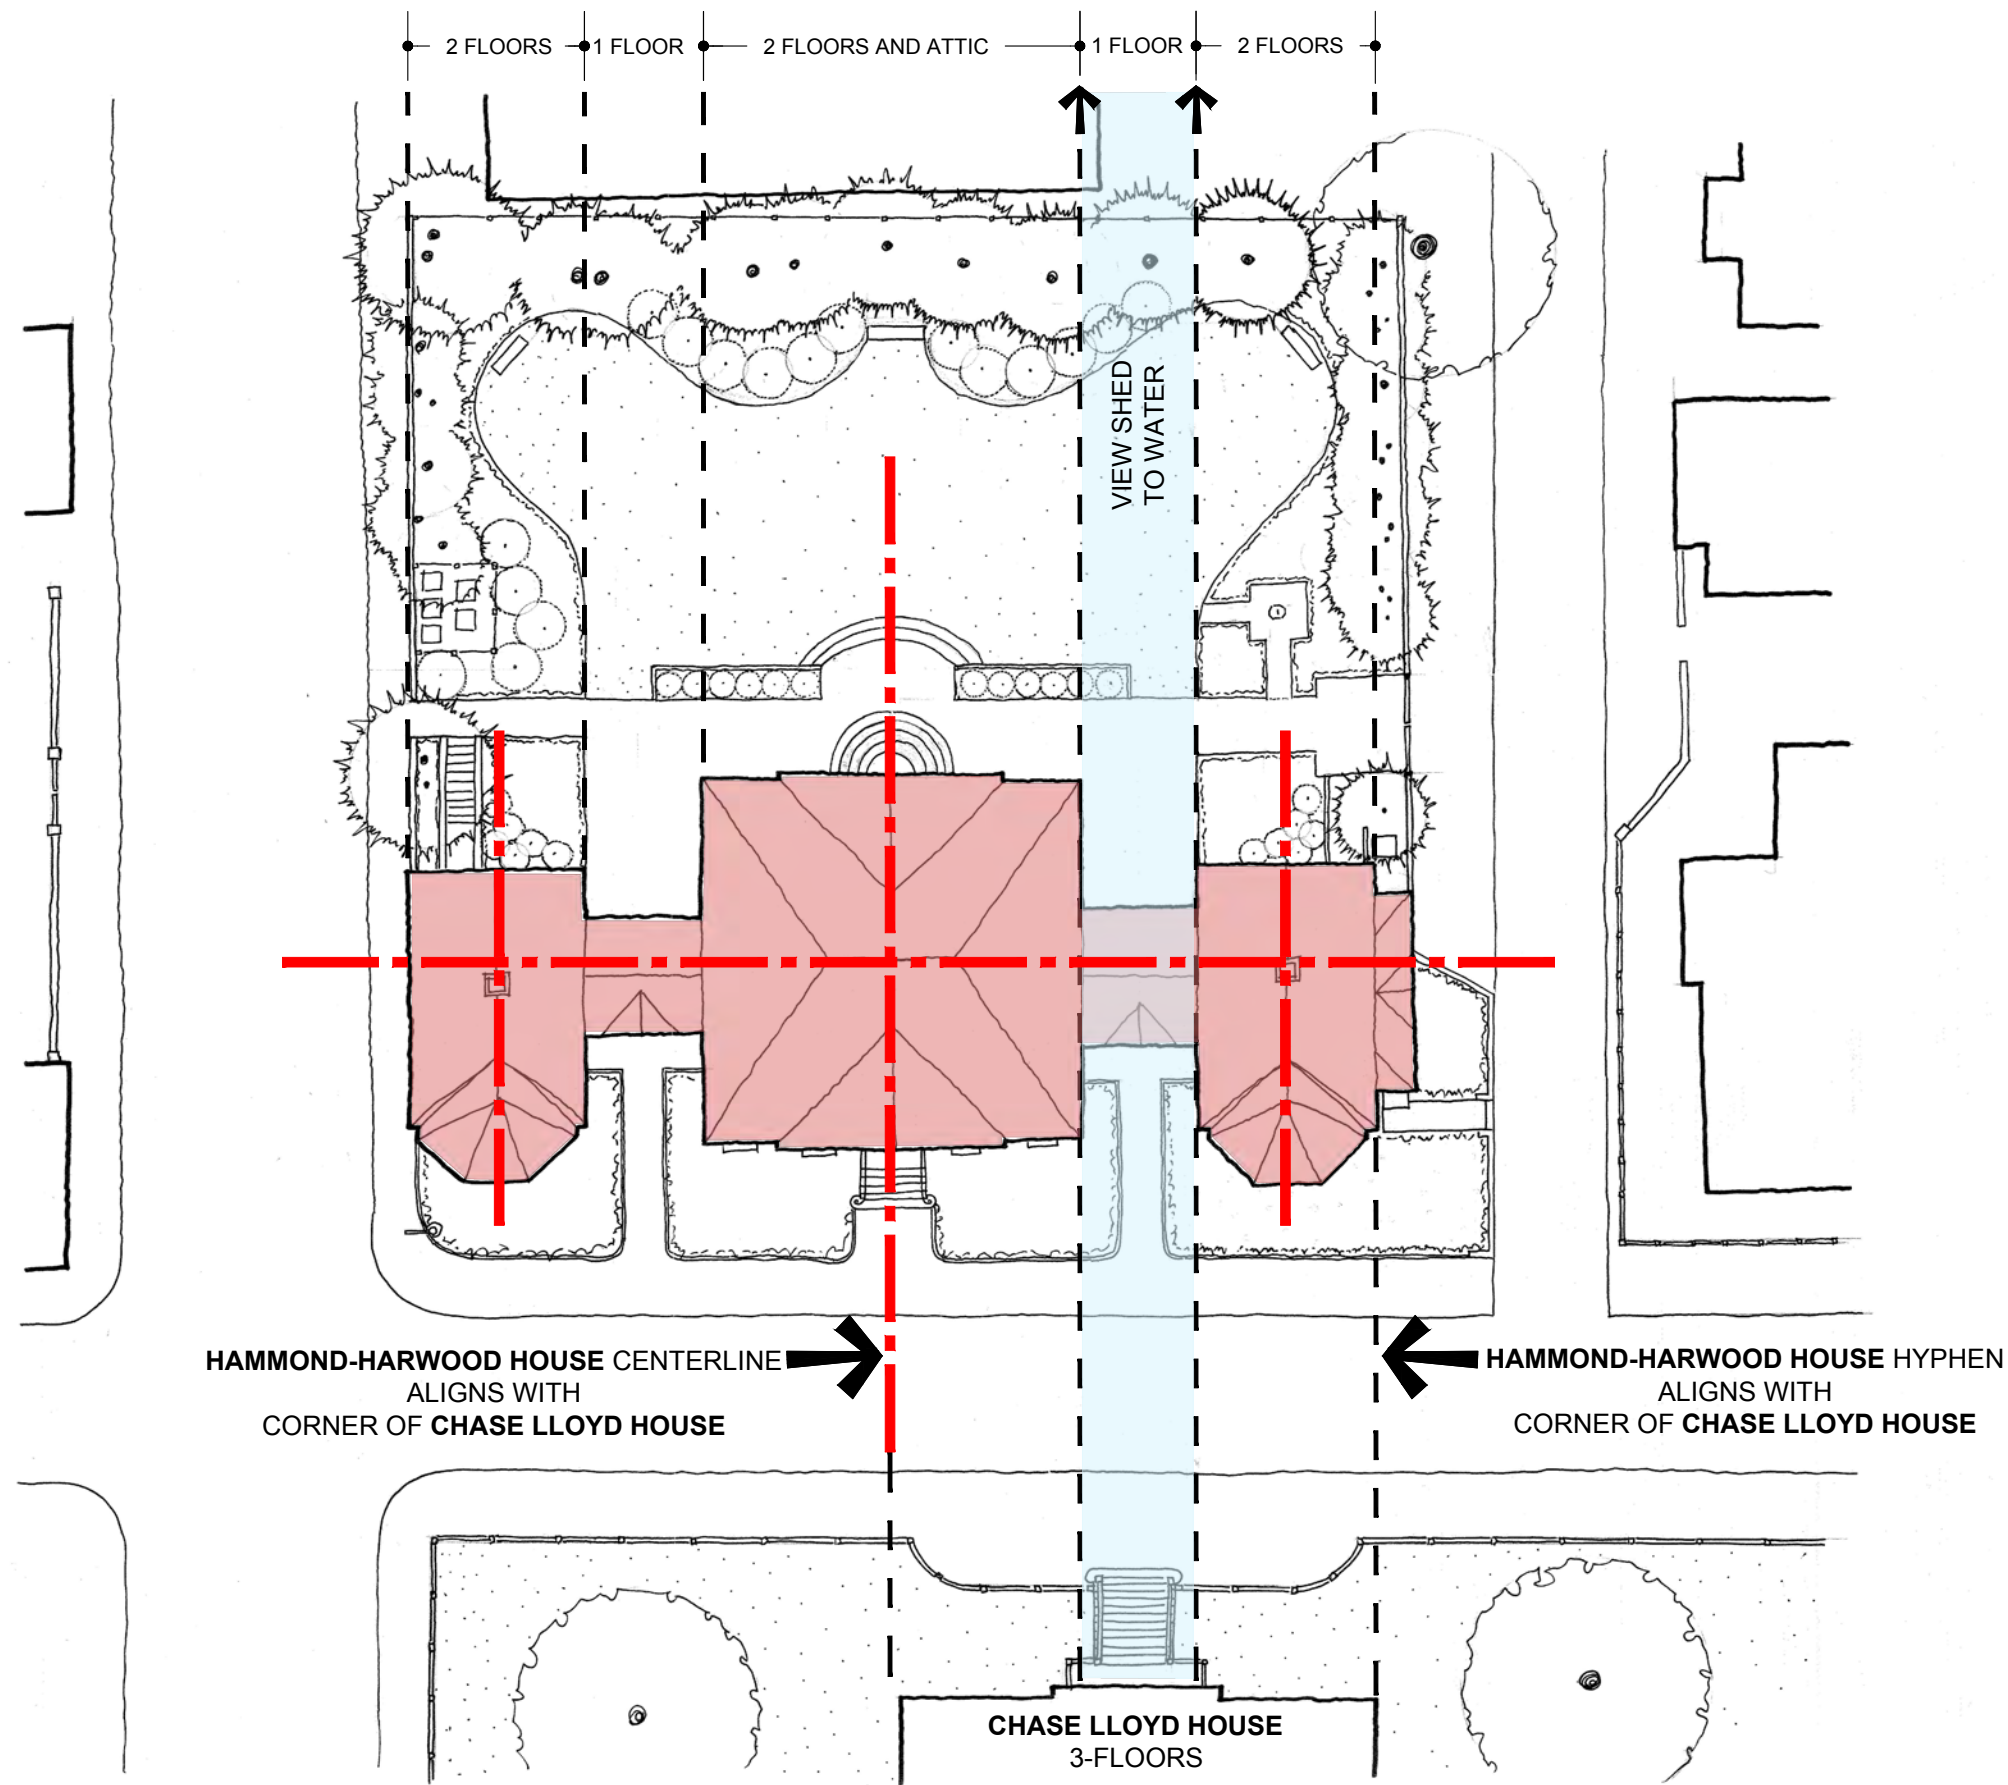 2 FLOORS
1 FLOOR
2 FLOORS AND ATTIC
1 FLOOR
2 FLOORS
VIEW SHED
TO WATER
HAMMOND-HARWOOD HOUSE CENTERLINE
ALIGNS WITH
CORNER OF CHASE LLOYD HOUSE
HAMMOND-HARWOOD HOUSE HYPHEN
ALIGNS WITH
CORNER OF CHASE LLOYD HOUSE
CHASE LLOYD HOUSE
3-FLOORS